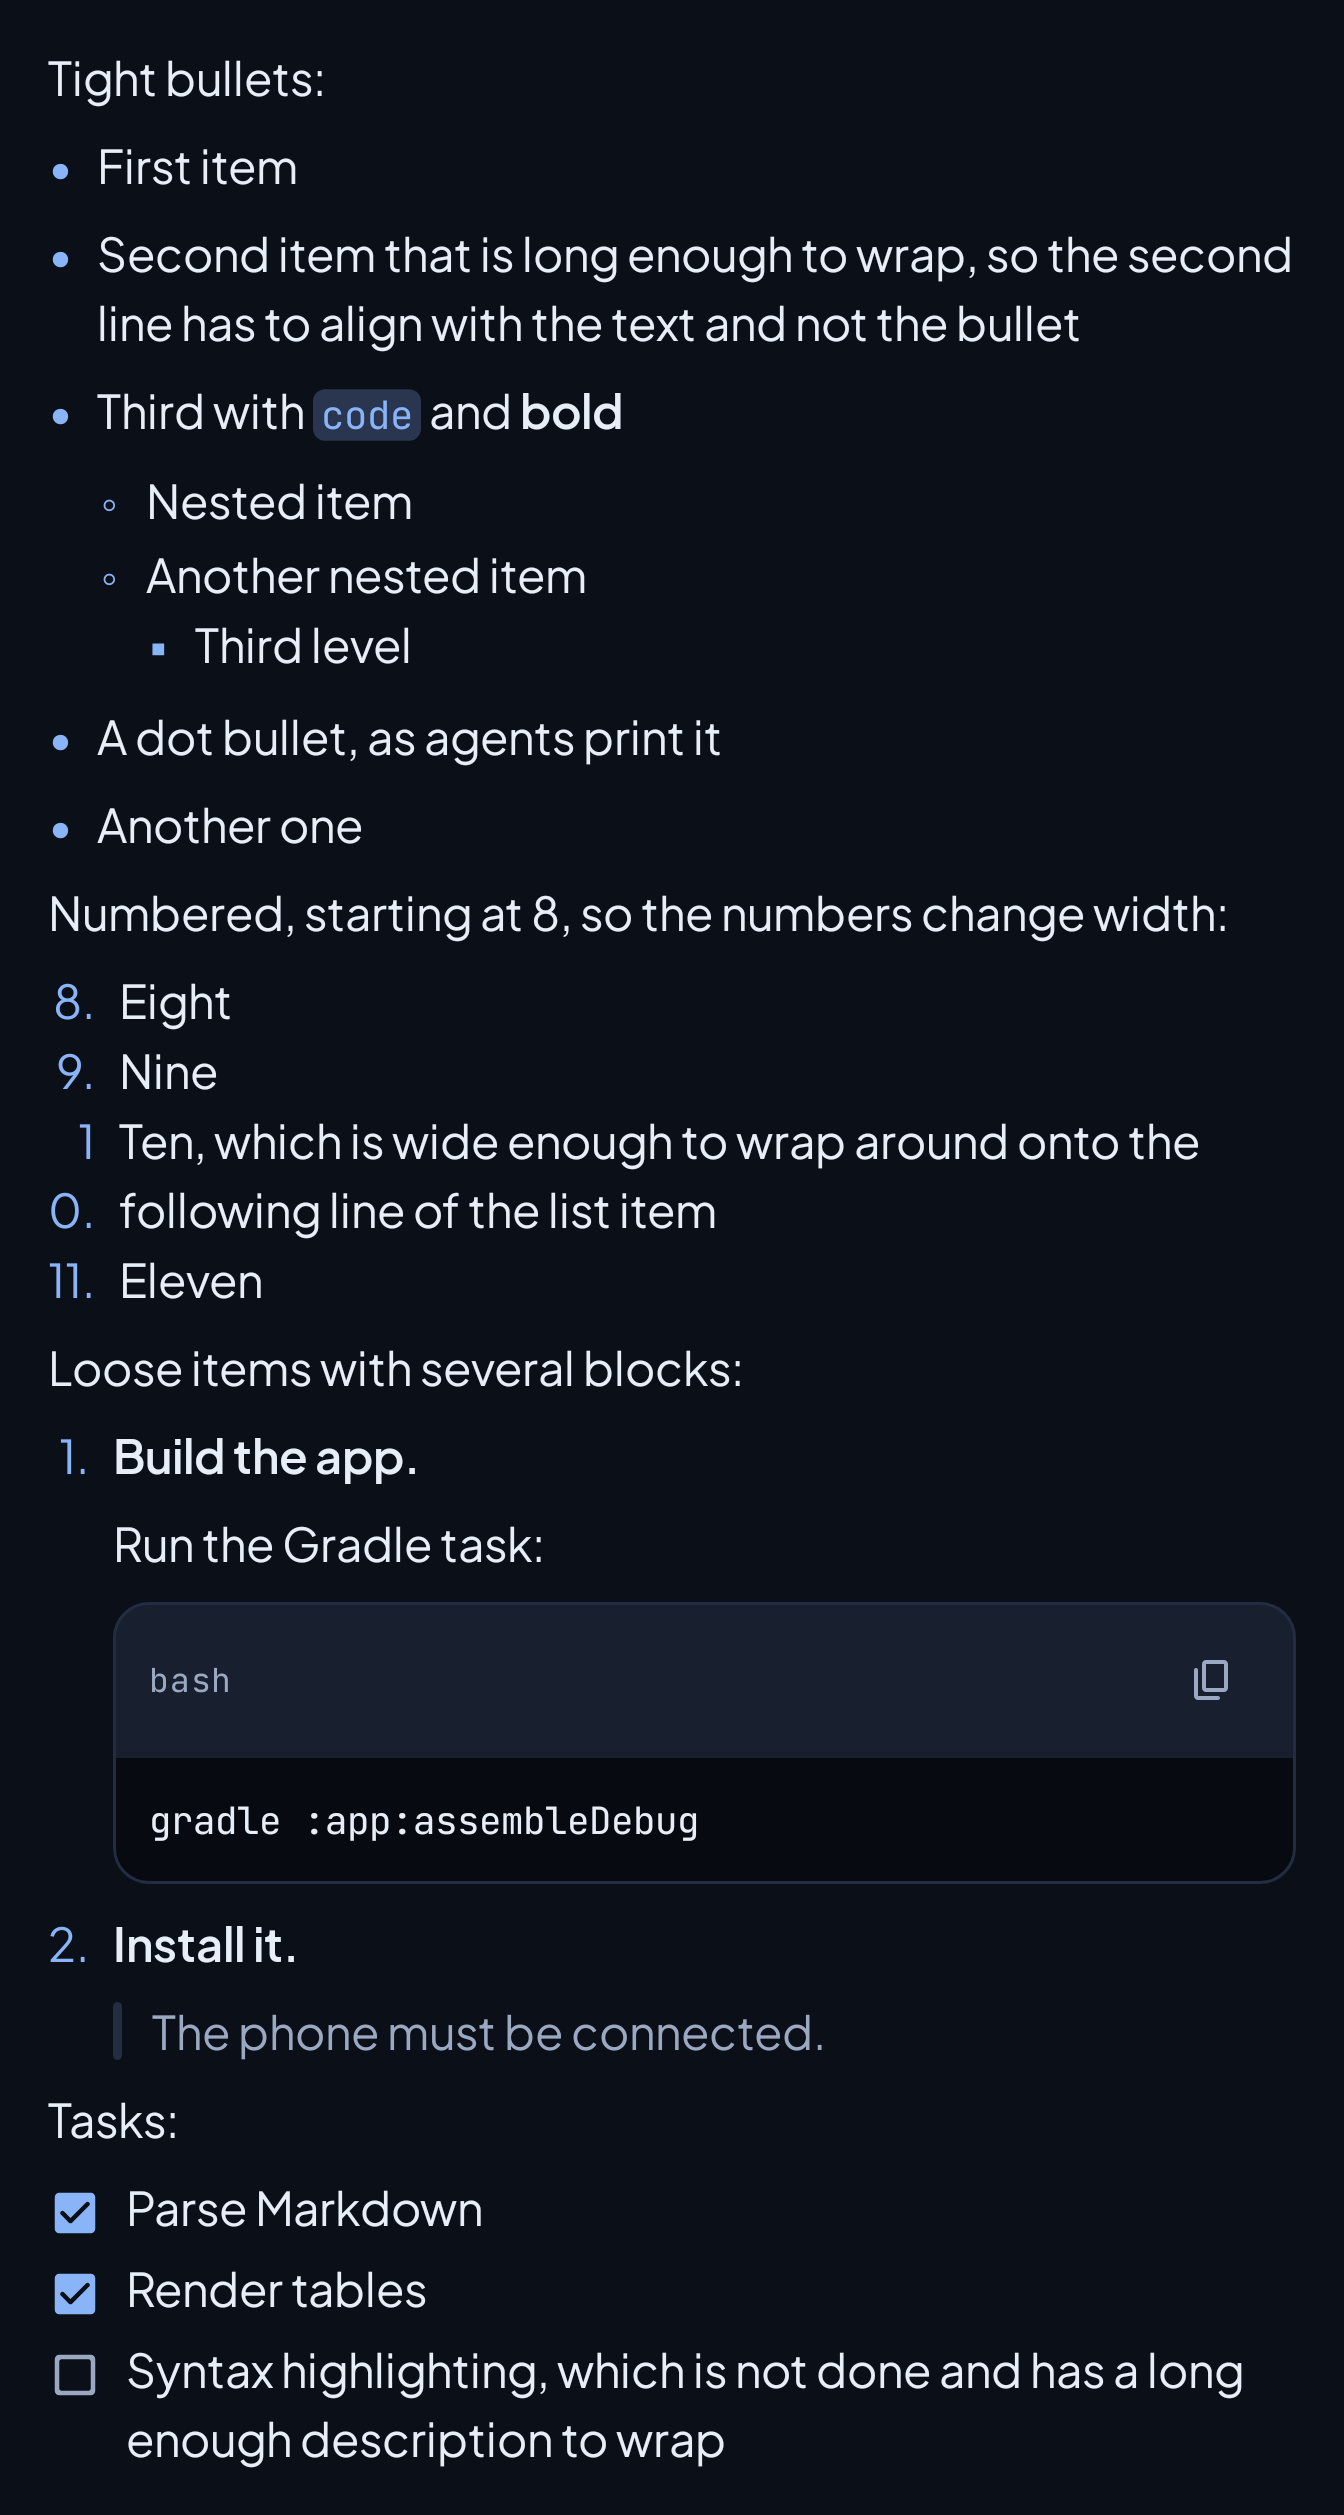 Tight bullets:
• First item
• Second item that is long enough to wrap, so the second
line has to align with the text and not the bullet
• Third with code and bold
◦ Nested item
◦ Another nested item
▪ Third level
• A dot bullet, as agents print it
• Another one
Numbered, starting at 8, so the numbers change width:
8. Eight
9. Nine
1 Ten, which is wide enough to wrap around onto the
0. following line of the list item
11. Eleven
Loose items with several blocks:
1. Build the app.
Run the Gradle task:
bash
gradle :app:assembleDebug
2. Install it.
The phone must be connected.
Tasks:
Parse Markdown
Render tables
Syntax highlighting, which is not done and has a long
enough description to wrap